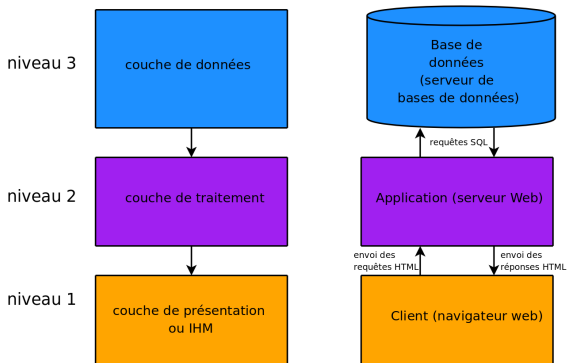 niveau 3
couche de données
Base de
données
(serveur de
bases de données)
requêtes SQL
niveau 2
couche de traitement
Application (serveur Web)
envoi des
requêtes HTML
envoi des
réponses HTML
niveau 1
couche de présentation
ou IHM
Client (navigateur web)